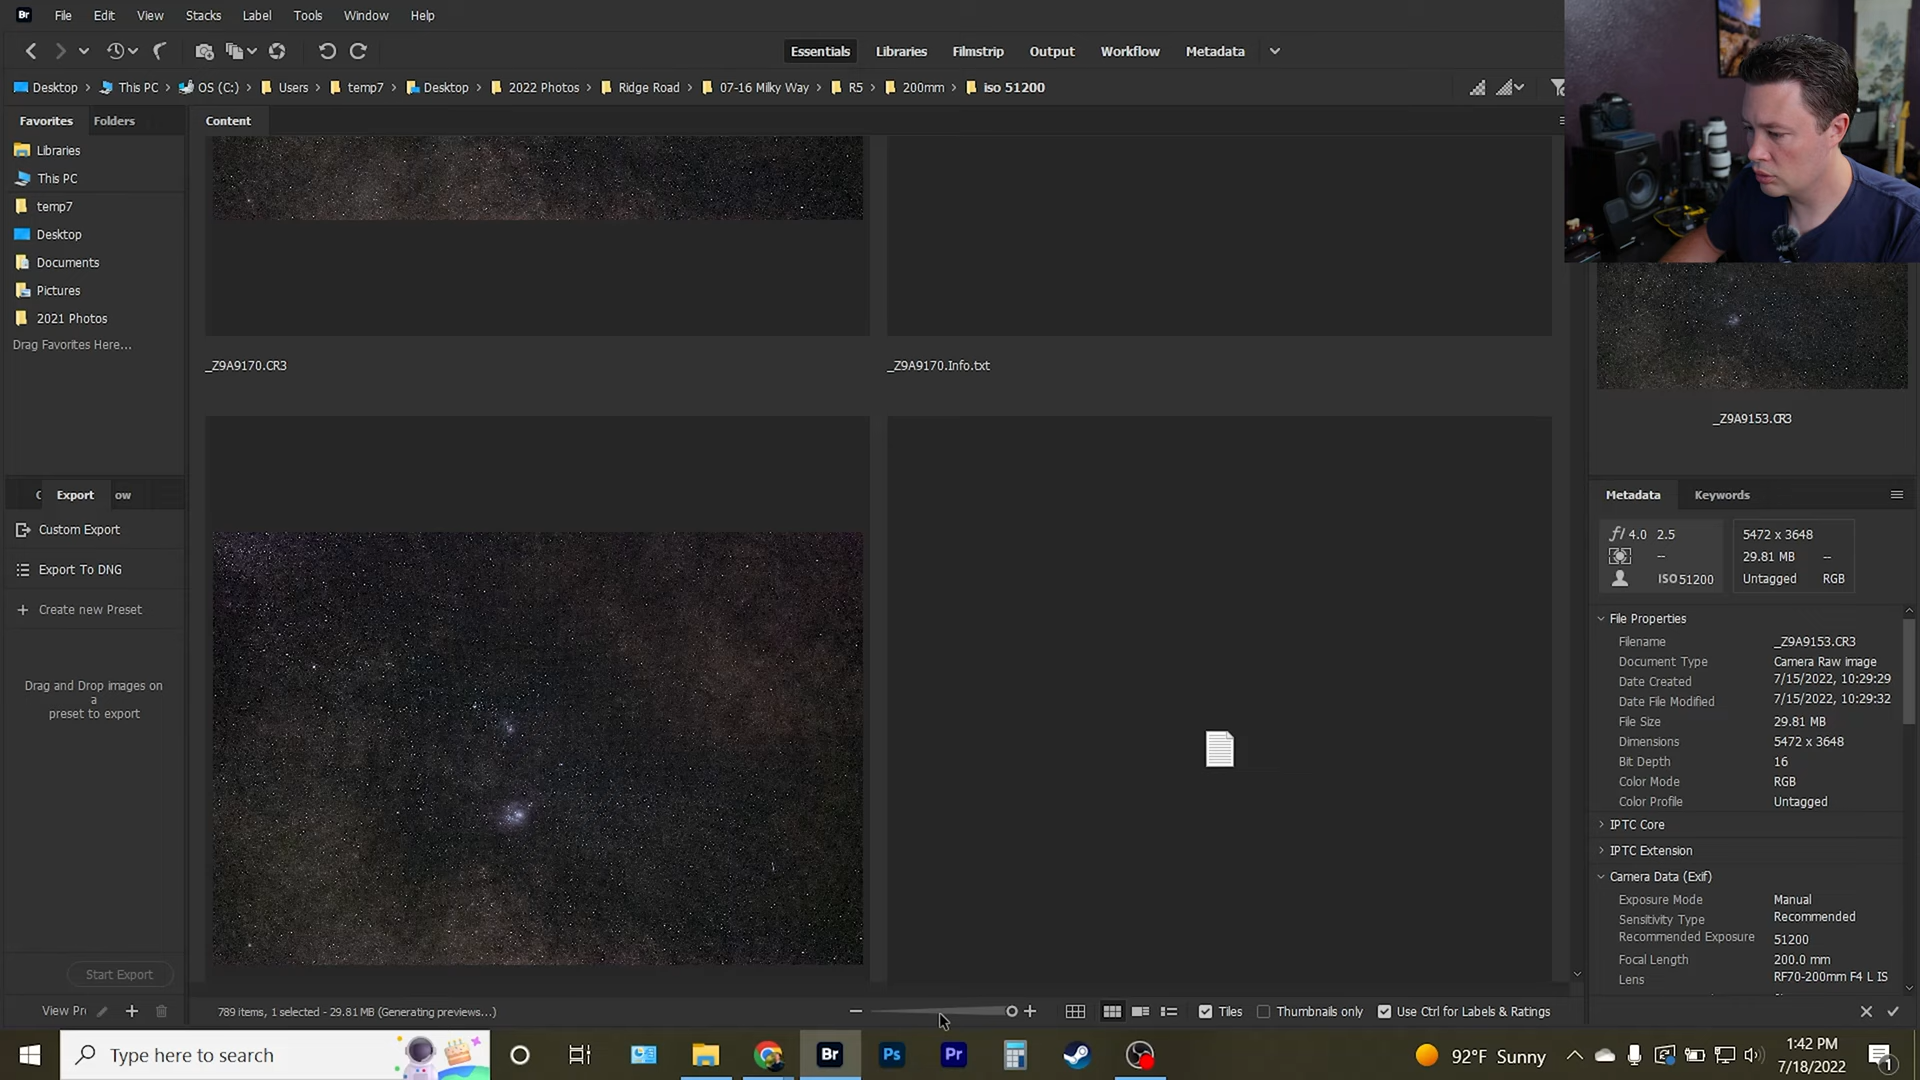 Br File Edit View Stacks Label Tools Window Help
Essentials Libraries Filmstrip Output Workflow Metadata
Desktop This PC OS (C:) Users temp7 Desktop 2022 Photos Ridge Road 07-16 Milky Way R5 200mm iso 51200
Favorites Folders
Content
Libraries
This PC
temp7
Desktop
Documents
Pictures
2021 Photos
Drag Favorites Here...
_Z9A9170.CR3 _Z9A9170.Info.txt
_Z9A9153.CR3
Export ow
Custom Export
Export To DNG
Create new Preset
Drag and Drop images on
a
preset to export
Start Export
View Pr
Metadata Keywords
f/ 4.0 2.5 5472 x 3648
-- 29.81 MB --
ISO51200 Untagged RGB
File Properties
Filename _Z9A9153.CR3
Document Type Camera Raw image
Date Created 7/15/2022, 10:29:29
Date File Modified 7/15/2022, 10:29:32
File Size 29.81 MB
Dimensions 5472 x 3648
Bit Depth 16
Color Mode RGB
Color Profile Untagged
IPTC Core
IPTC Extension
Camera Data (Exif)
Exposure Mode Manual
Sensitivity Type Recommended
Recommended Exposure 51200
Focal Length 200.0 mm
Lens RF70-200mm F4 L IS
789 items, 1 selected - 29.81 MB (Generating previews...)
Tiles Thumbnails only Use Ctrl for Labels & Ratings
Type here to search
Br Ps Pr
92°F Sunny
1:42 PM
7/18/2022
1